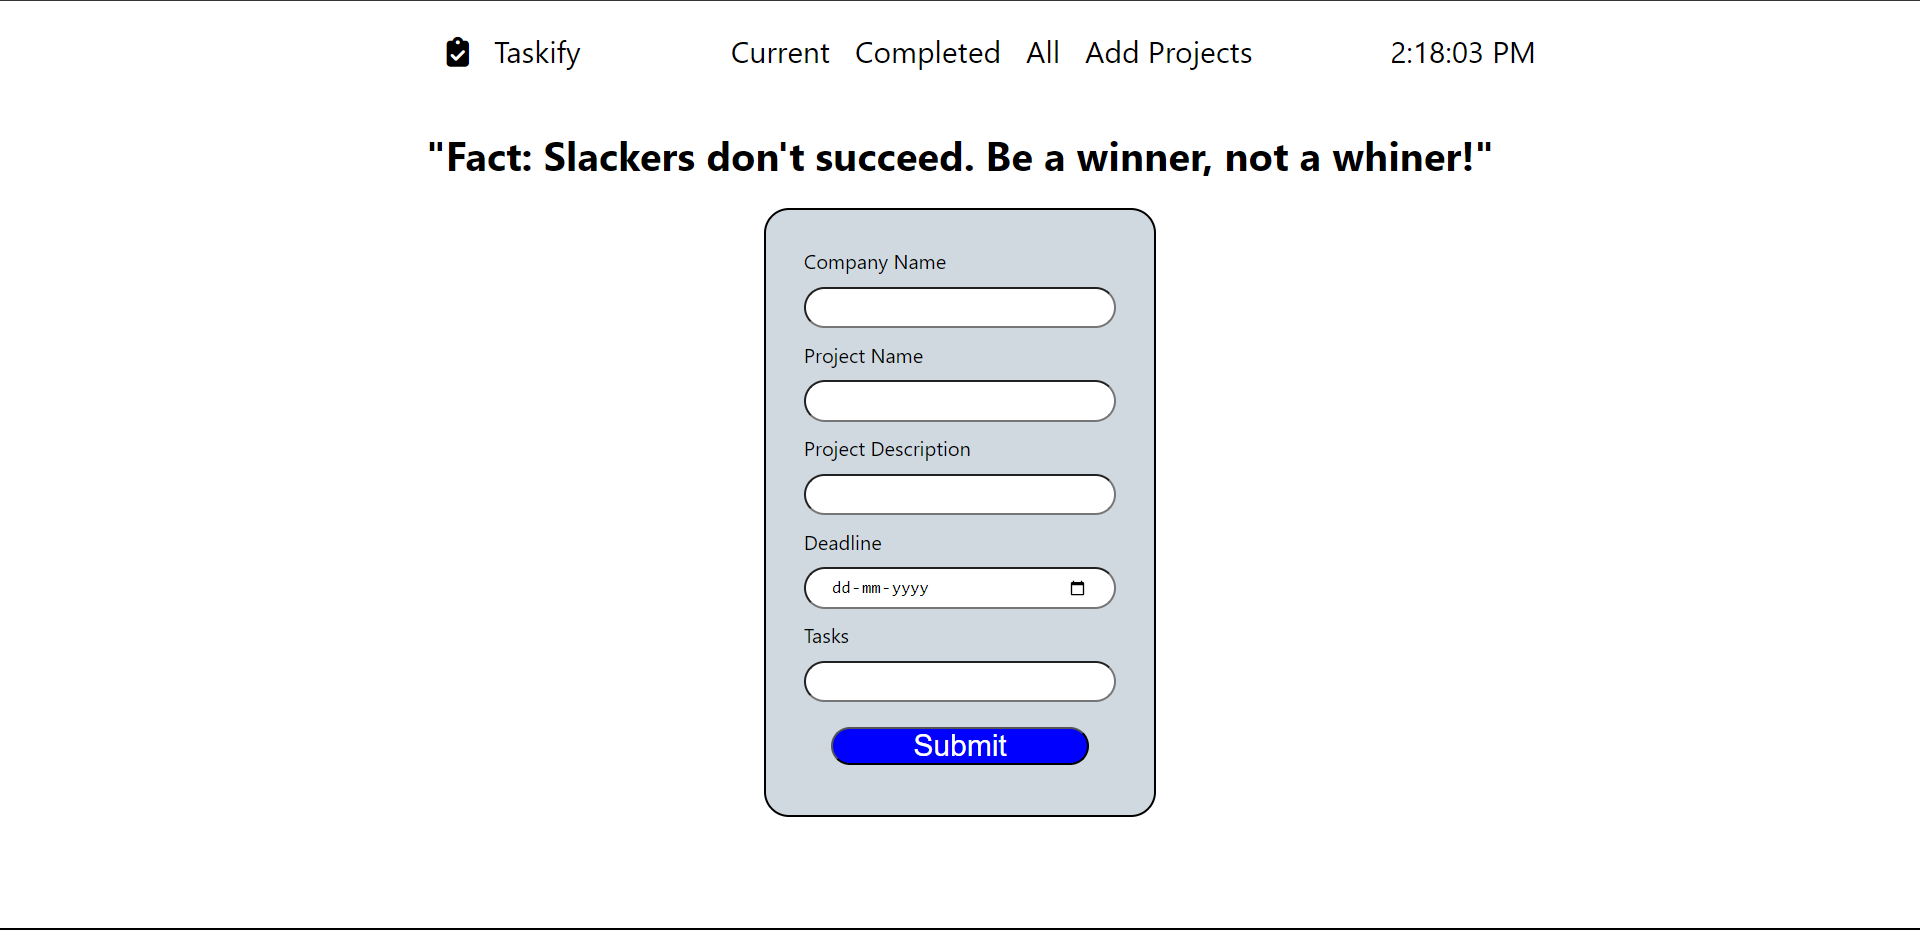 Taskify Current Completed All Add Projects 2:18:03 PM
"Fact: Slackers don't succeed. Be a winner, not a whiner!"
Company Name
Project Name
Project Description
Deadline
dd-mm-yyyy
Tasks
Submit